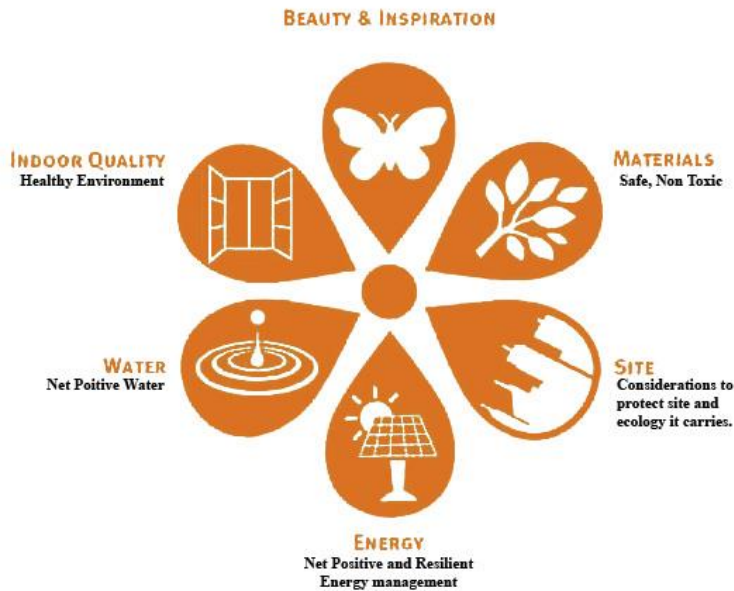 BEAUTY & INSPIRATION
INDOOR QUALITY
Healthy Environment
MATERIALS
Safe, Non Toxic
WATER
Net Poitive Water
SITE
Considerations to
protect site and
ecology it carries.
ENERGY
Net Positive and Resilient
Energy management